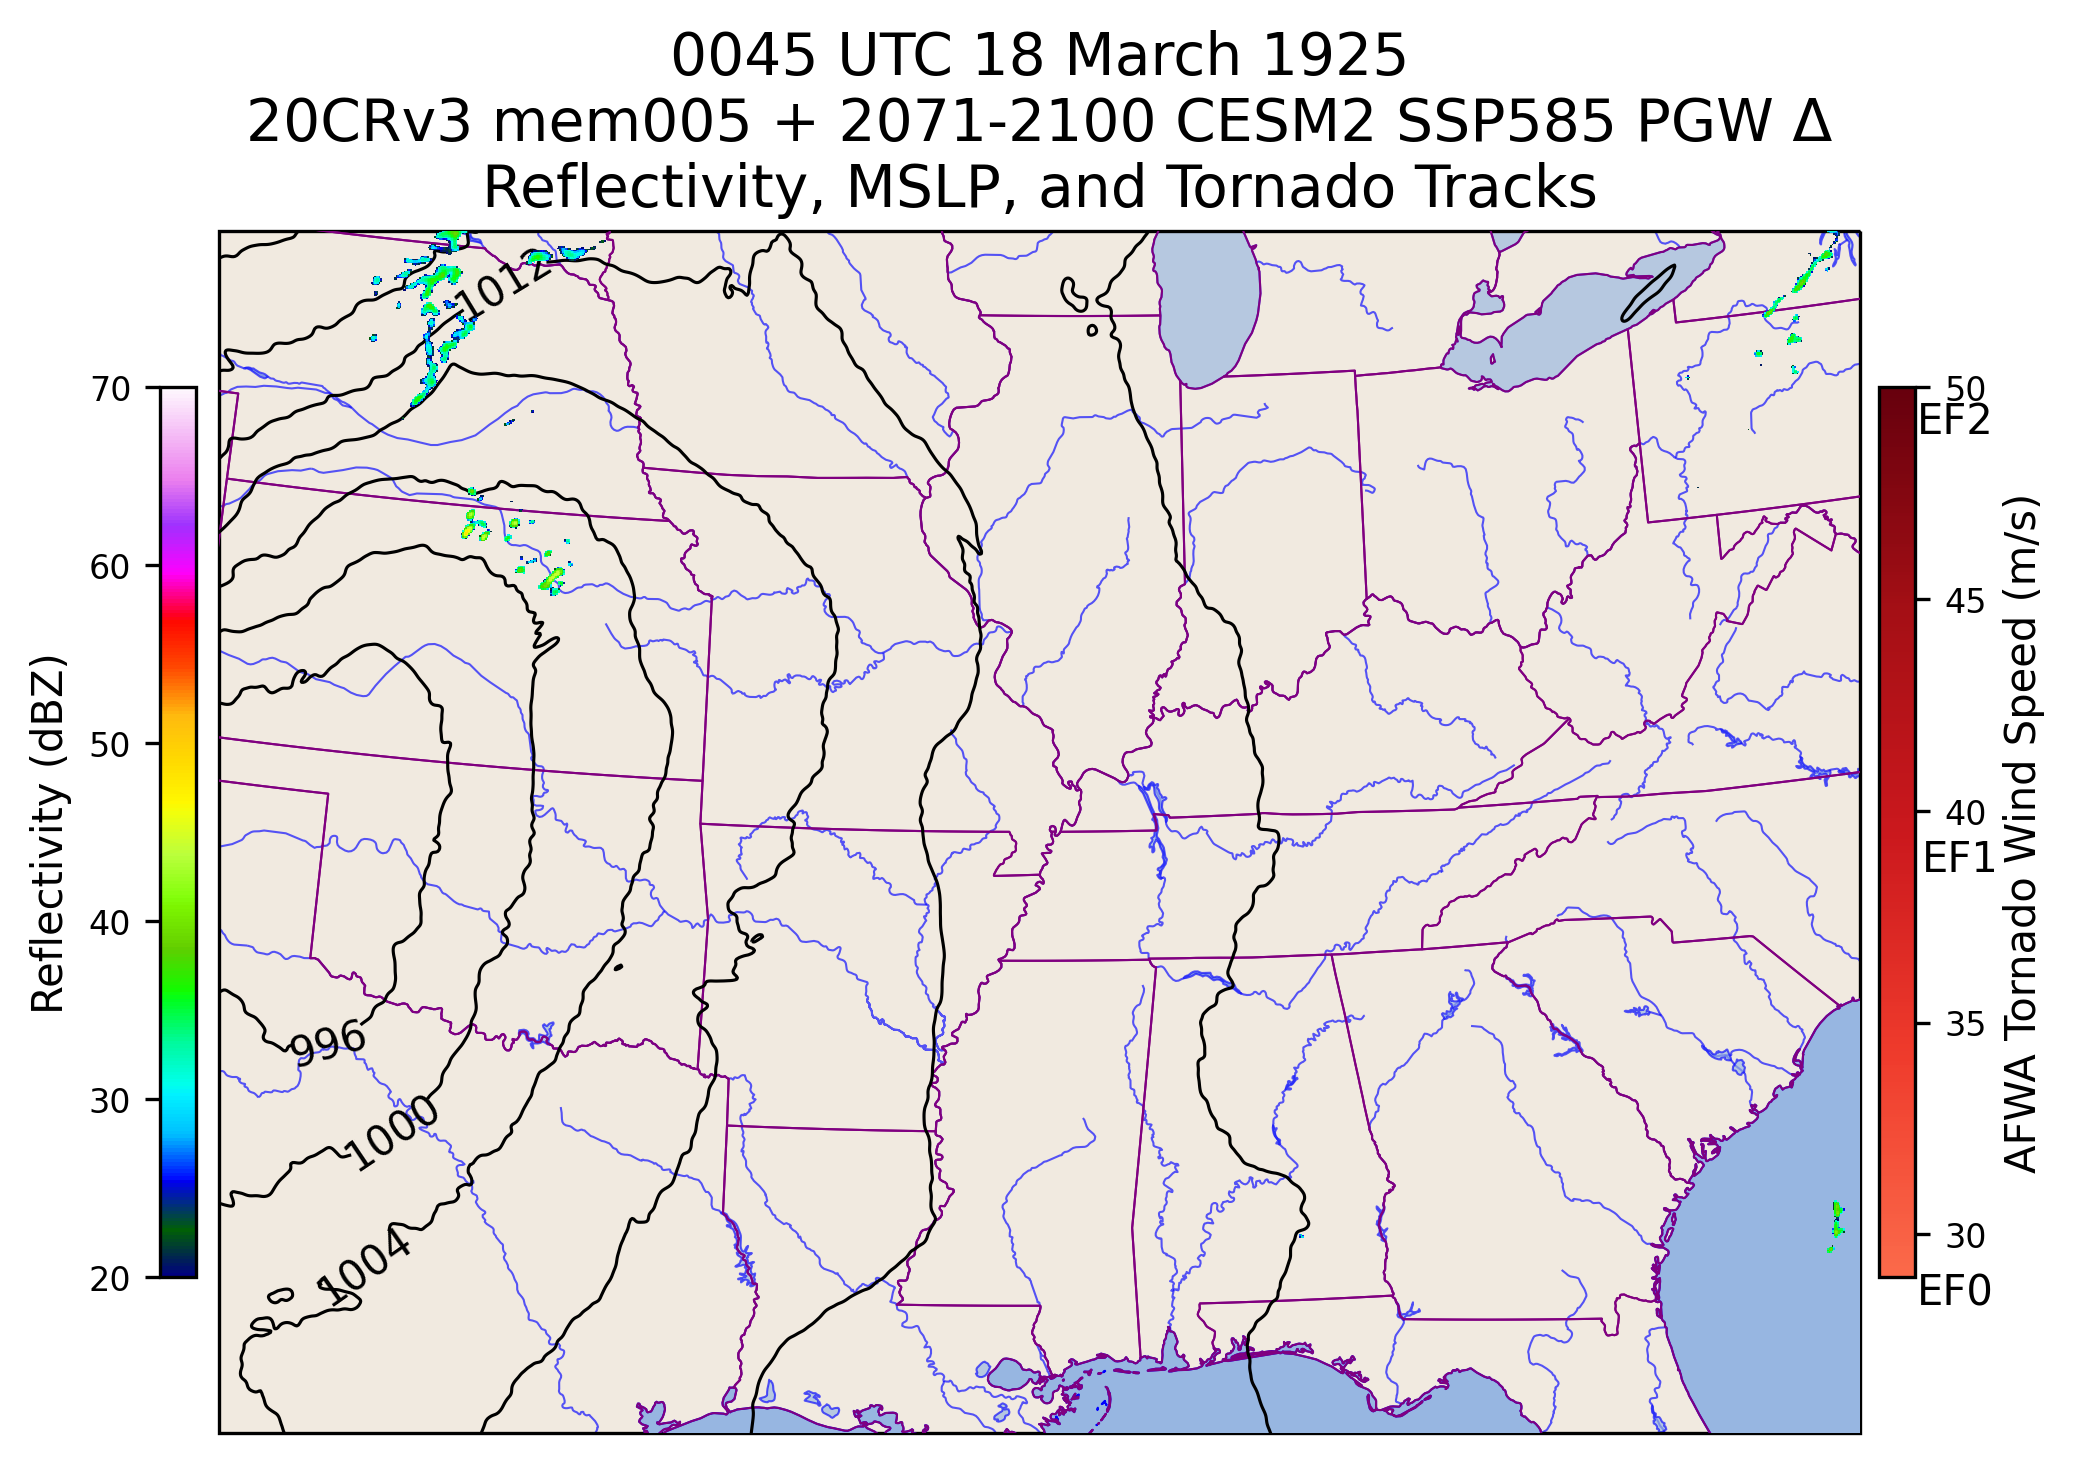 0045 UTC 18 March 1925
20CRv3 mem005 + 2071-2100 CESM2 SSP585 PGW Δ
Reflectivity, MSLP, and Tornado Tracks
Reflectivity (dBZ)
70
60
50
40
30
20
1012
996
1000
1004
50
EF2
45
40
EF1
35
30
EF0
AFWA Tornado Wind Speed (m/s)